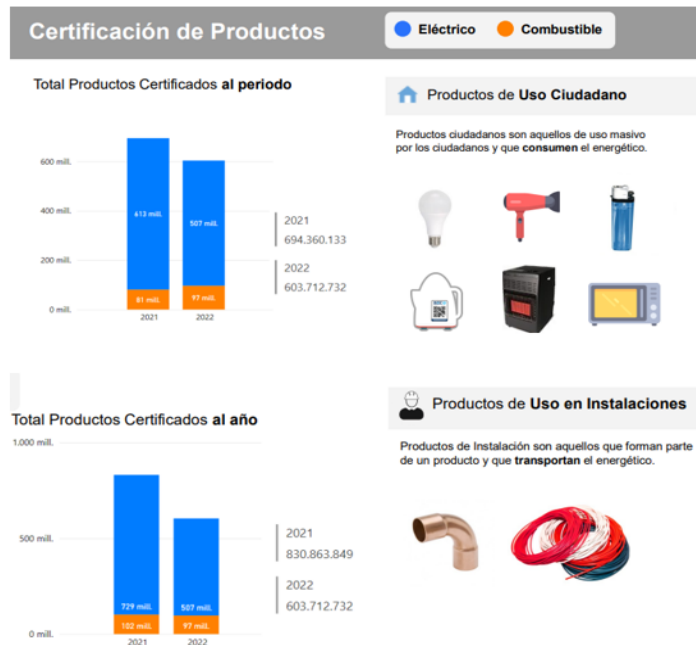 Certificación de Productos
Eléctrico
Combustible
Total Productos Certificados al periodo
600 mill.
400 mill.
200 mill.
0 mill.
613 mill.
507 mill.
81 mill.
97 mill.
2021
2022
2021
694.360.133
2022
603.712.732
Productos de Uso Ciudadano
Productos ciudadanos son aquellos de uso masivo
por los ciudadanos y que consumen el energético.
Total Productos Certificados al año
1.000 mill.
500 mill.
0 mill.
729 mill.
507 mill.
102 mill.
97 mill.
2021
2022
2021
830.863.849
2022
603.712.732
Productos de Uso en Instalaciones
Productos de Instalación son aquellos que forman parte
de un producto y que transportan el energético.